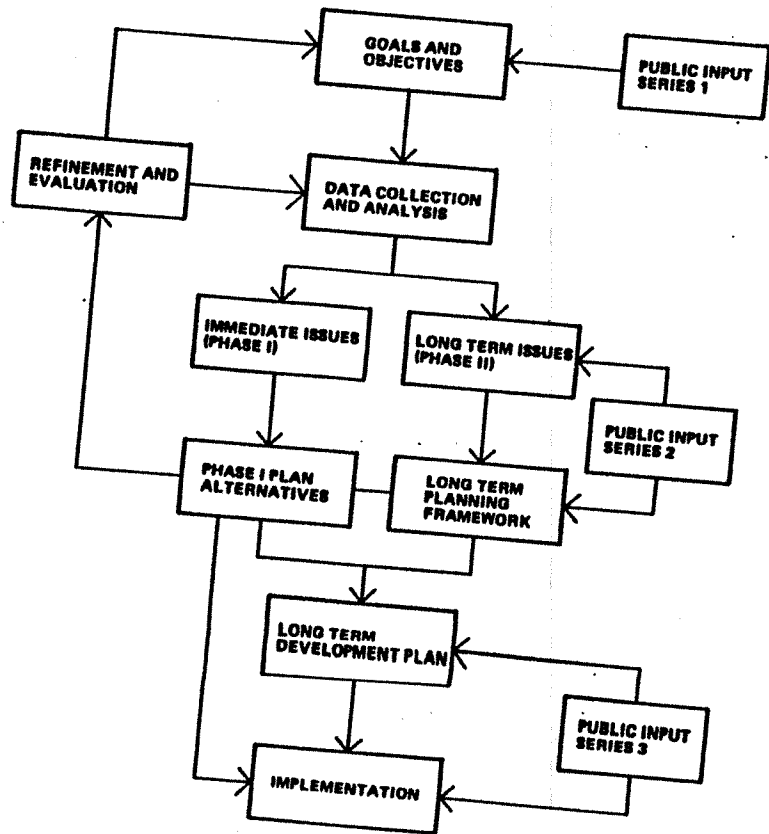 GOALS AND
OBJECTIVES
PUBLIC INPUT
SERIES 1
REFINEMENT AND
EVALUATION
DATA COLLECTION
AND ANALYSIS
IMMEDIATE ISSUES
(PHASE I)
LONG TERM ISSUES
(PHASE II)
PUBLIC INPUT
SERIES 2
PHASE I PLAN
ALTERNATIVES
LONG TERM
PLANNING
FRAMEWORK
LONG TERM
DEVELOPMENT PLAN
PUBLIC INPUT
SERIES 3
IMPLEMENTATION